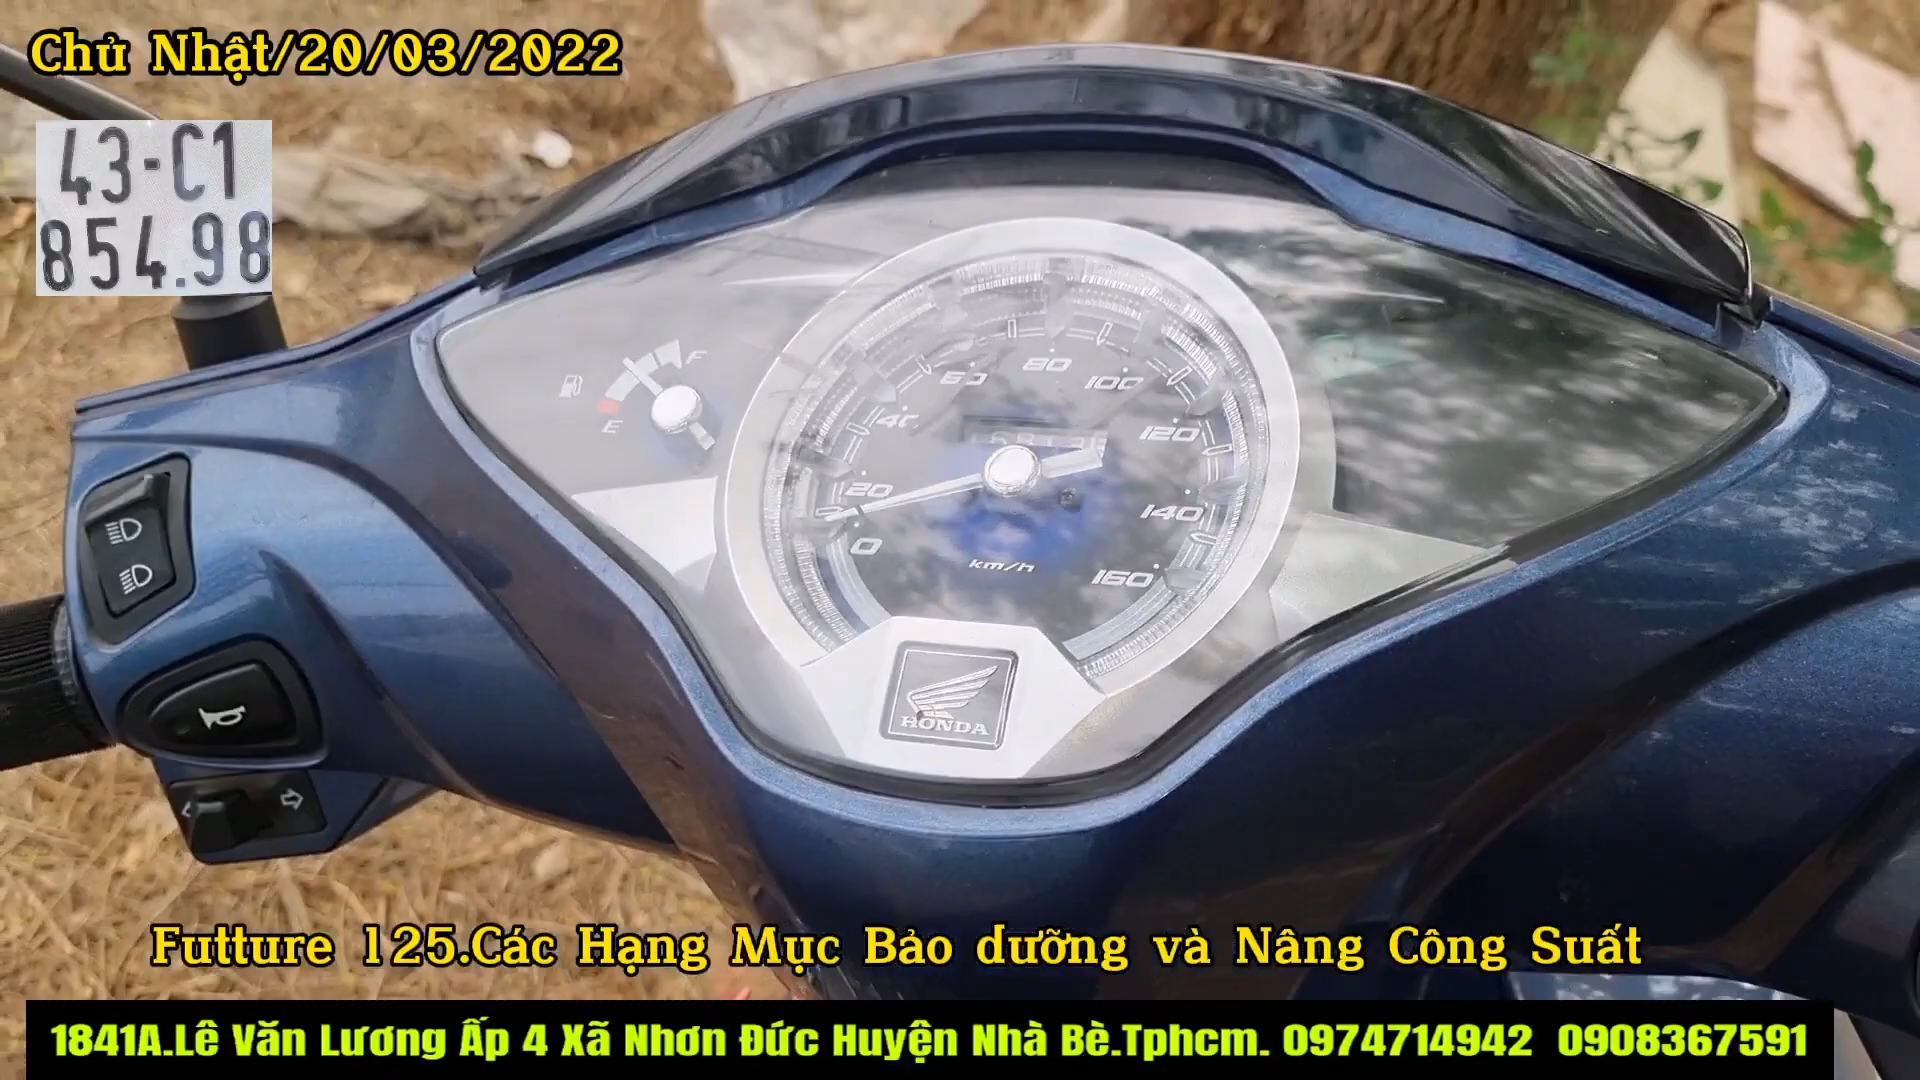 Chủ Nhật/20/03/2022
43-C1
854.98
F
E
0
20
60
80
100
120
140
160
km/h
HONDA
Futture 125.Các Hạng Mục Bảo dưỡng và Nâng Công Suất
1841A.Lê Văn Lương Ấp 4 Xã Nhơn Đức Huyện Nhà Bè.Tphcm. 0974714942 0908367591